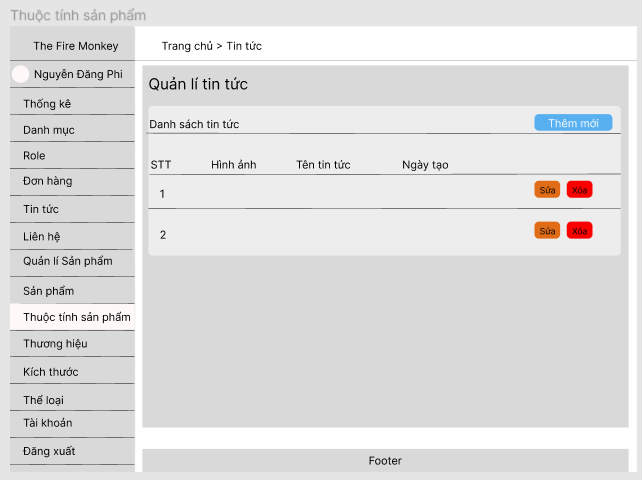 Thuộc tính sản phẩm
The Fire Monkey
Trang chủ > Tin tức
Nguyễn Đăng Phi
Thống kê
Danh mục
Role
Đơn hàng
Tin tức
Liên hệ
Quản lí Sản phẩm
Sản phẩm
Thuộc tính sản phẩm
Thương hiệu
Kích thước
Thể loại
Tài khoản
Đăng xuất
Quản lí tin tức
Danh sách tin tức
Thêm mới
STT Hình ảnh Tên tin tức Ngày tạo
1 Sửa Xóa
2 Sửa Xóa
Footer